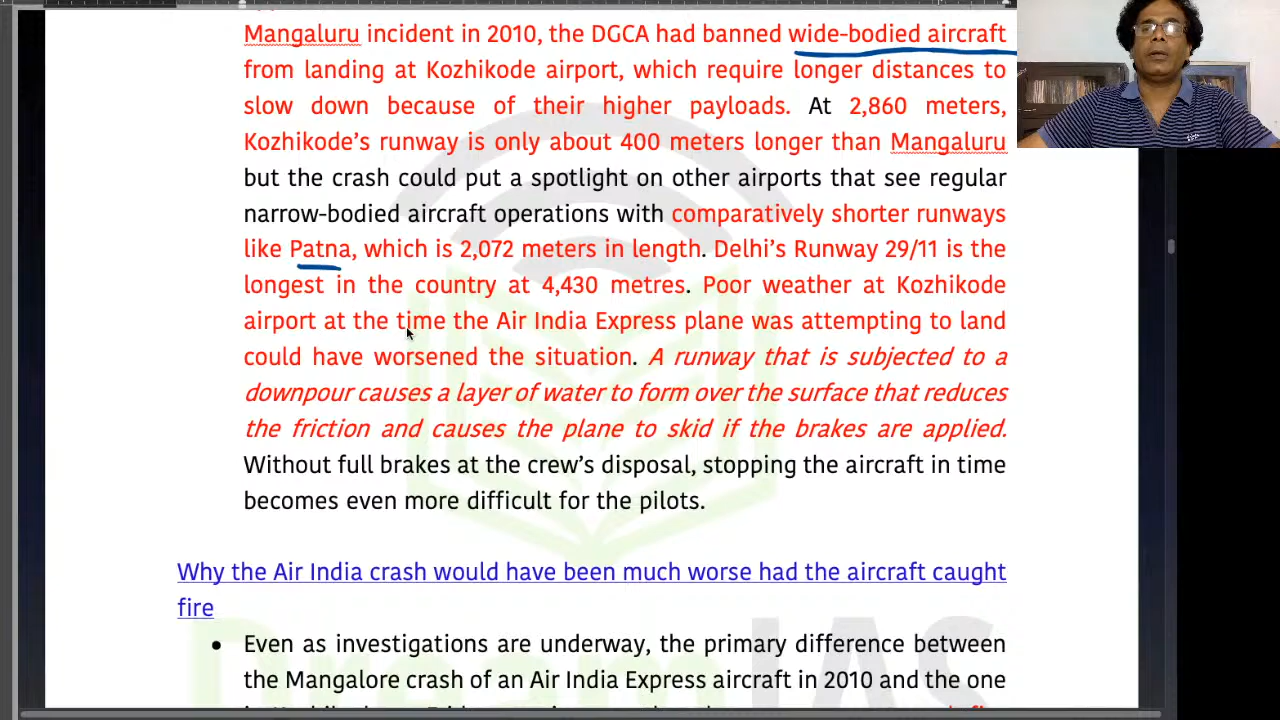 Mangaluru incident in 2010, the DGCA had banned wide-bodied aircraft
from landing at Kozhikode airport, which require longer distances to
slow down because of their higher payloads. At 2,860 meters,
Kozhikode's runway is only about 400 meters longer than Mangaluru
but the crash could put a spotlight on other airports that see regular
narrow-bodied aircraft operations with comparatively shorter runways
like Patna, which is 2,072 meters in length. Delhi's Runway 29/11 is the
longest in the country at 4,430 metres. Poor weather at Kozhikode
airport at the time the Air India Express plane was attempting to land
could have worsened the situation. A runway that is subjected to a
downpour causes a layer of water to form over the surface that reduces
the friction and causes the plane to skid if the brakes are applied.
Without full brakes at the crew's disposal, stopping the aircraft in time
becomes even more difficult for the pilots.
Why the Air India crash would have been much worse had the aircraft caught
fire
• Even as investigations are underway, the primary difference between
the Mangalore crash of an Air India Express aircraft in 2010 and the one